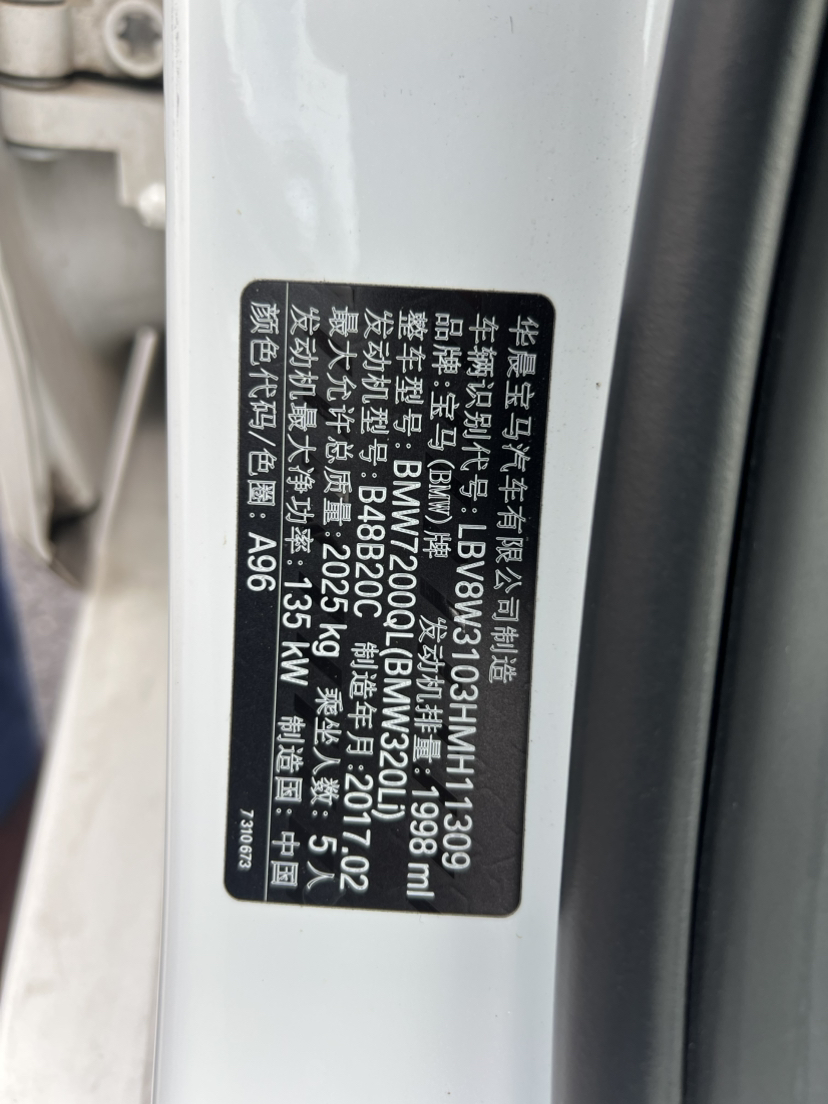 华晨宝马汽车有限公司制造
车辆识别代号:LBV8W3103HMH11309
品牌:宝马(BMW)牌 发动机排量:1998 ml
整车型号:BMW7200QL(BMW320Li)
发动机型号:B48B20C 制造年月:2017.02
最大允许总质量:2025 kg 乘坐人数:5人
发动机最大净功率:135 kW 制造国:中国
颜色代码/色圈:A96
7310673